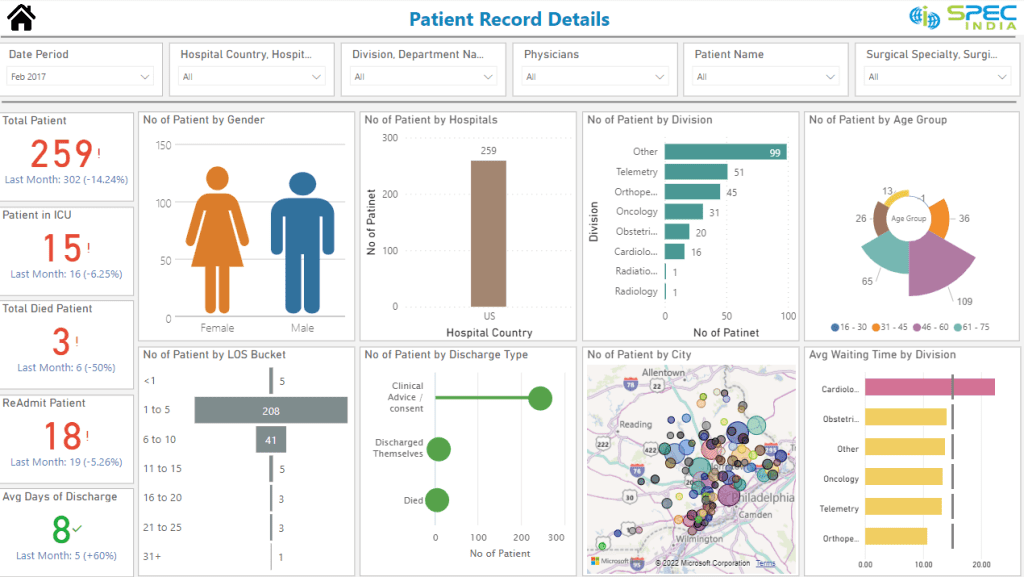 Patient Record Details
SPEC
INDIA
Date Period
Feb 2017
Hospital Country, Hospit...
All
Division, Department Na...
All
Physicians
All
Patient Name
All
Surgical Specialty, Surgi...
All
Total Patient
259!
Last Month: 302 (-14.24%)
Patient in ICU
15!
Last Month: 16 (-6.25%)
Total Died Patient
3!
Last Month: 6 (-50%)
ReAdmit Patient
18!
Last Month: 19 (-5.26%)
Avg Days of Discharge
8
Last Month: 5 (+60%)
No of Patient by Gender
150
100
50
0
Female
Male
No of Patient by Hospitals
No of Patinet
300
200
100
0
259
US
Hospital Country
No of Patient by Division
Division
Other 99
Telemetry 51
Orthope... 45
Oncology 31
Obstetri... 20
Cardiolo... 16
Radiatio... 1
Radiology 1
0 50 100
No of Patinet
No of Patient by Age Group
13
1
26
Age Group
36
65
109
16 - 30 31 - 45 46 - 60 61 - 75
No of Patient by LOS Bucket
<1 5
1 to 5 208
6 to 10 41
11 to 15 5
16 to 20 3
21 to 25 3
31+ 1
No of Patient by Discharge Type
Clinical
Advice /
consent
Discharged
Themselves
Died
0 100 200 300
No of Patient
No of Patient by City
Allentown
78
22
Reading
222
422
76
30
Philadelphia
Camden
Wilmington
95
Microsoft
© 2022 Microsoft Corporation Terms
Avg Waiting Time by Division
Cardiolo...
Obstetri...
Other
Oncology
Telemetry
Orthope...
0.00 10.00 20.00